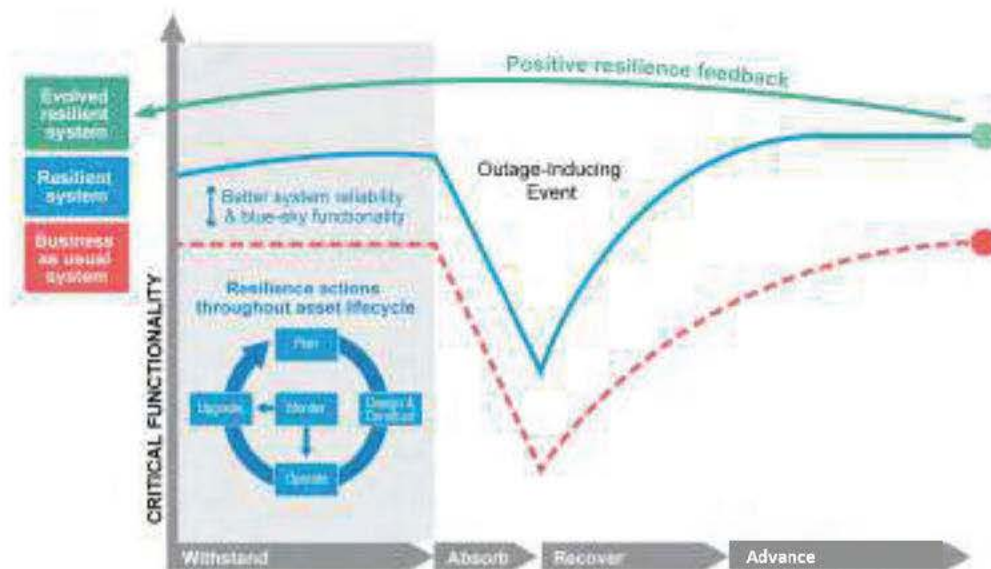 Positive resilience feedback
Evolved
resilient
system
Resilient
system
Business
as usual
system
Outage-Inducing
Event
Better system reliability
& blue-sky functionality
Resilience actions
throughout asset lifecycle
Plan
Upgrade
Monitor
Design &
Construct
Operate
CRITICAL FUNCTIONALITY
Withstand
Absorb
Recover
Advance